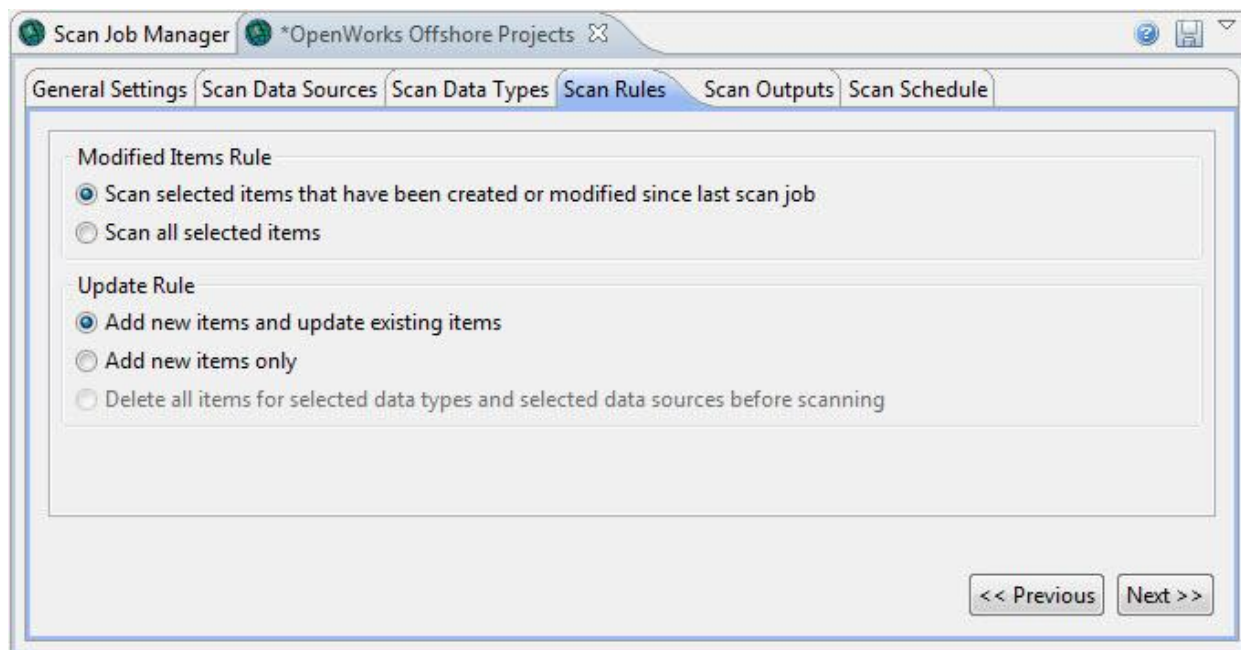 Scan Job Manager *OpenWorks Offshore Projects
General Settings Scan Data Sources Scan Data Types Scan Rules Scan Outputs Scan Schedule
Modified Items Rule
Scan selected items that have been created or modified since last scan job
Scan all selected items
Update Rule
Add new items and update existing items
Add new items only
Delete all items for selected data types and selected data sources before scanning
<< Previous Next >>